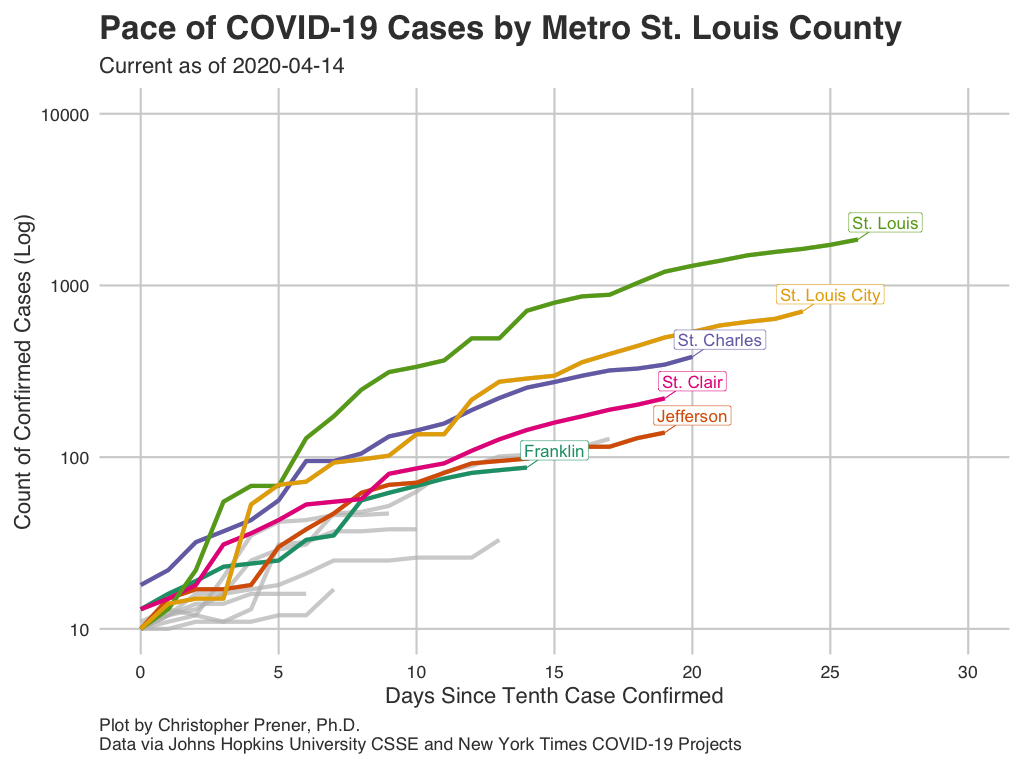 Pace of COVID-19 Cases by Metro St. Louis County
Current as of 2020-04-14
10000
1000
100
10
Count of Confirmed Cases (Log)
St. Louis
St. Louis City
St. Charles
St. Clair
Jefferson
Franklin
0 5 10 15 20 25 30
Days Since Tenth Case Confirmed
Plot by Christopher Prener, Ph.D.
Data via Johns Hopkins University CSSE and New York Times COVID-19 Projects